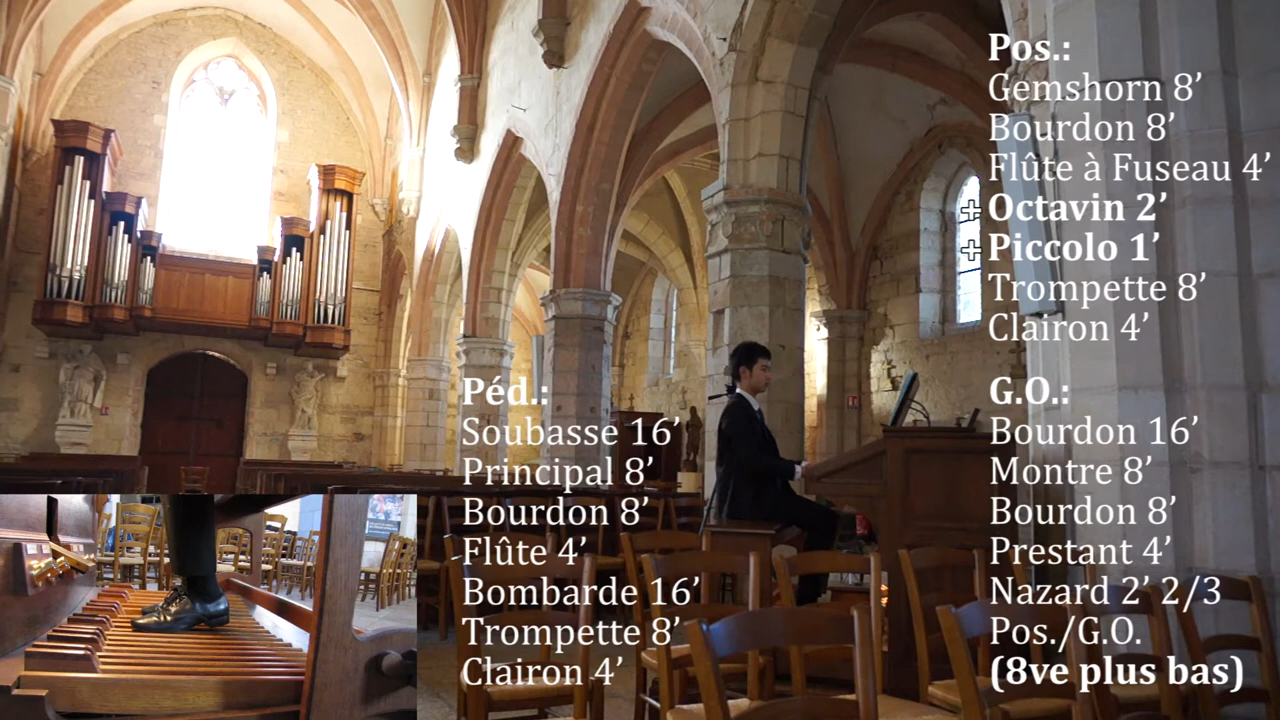 Pos.:
Gemshorn 8’
Bourdon 8’
Flûte à Fuseau 4’
+ Octavin 2’
+ Piccolo 1’
Trompette 8’
Clairon 4’
Péd.:
Soubasse 16’
Principal 8’
Bourdon 8’
Flûte 4’
Bombarde 16’
Trompette 8’
Clairon 4’
G.O.:
Bourdon 16’
Montre 8’
Bourdon 8’
Prestant 4’
Nazard 2’ 2/3
Pos./G.O.
(8ve plus bas)